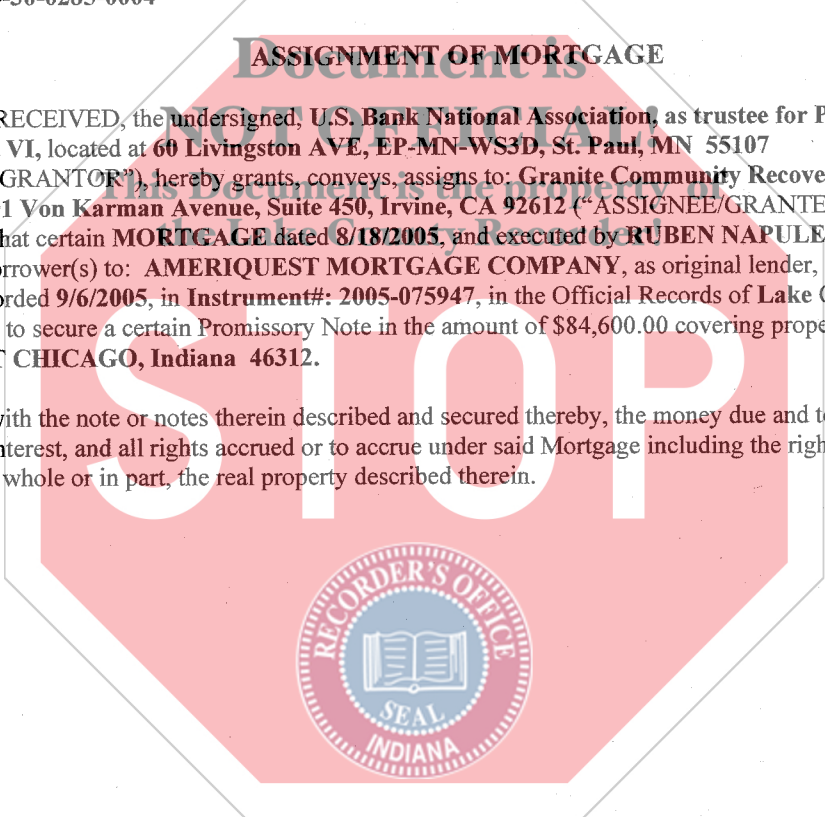 -36-0283-0004
Document is
ASSIGNMENT OF MORTGAGE
NOT OFFICIAL!
RECEIVED, the undersigned, U.S. Bank National Association, as trustee for P
VI, located at 60 Livingston AVE, EP-MN-WS3D, St. Paul, MN 55107
GRANTOR”), hereby grants, conveys, assigns to: Granite Community Recove
This Document is the property of
1 Von Karman Avenue, Suite 450, Irvine, CA 92612 (“ASSIGNEE/GRANTE
the Lake County Recorder!
hat certain MORTGAGE dated 8/18/2005, and executed by RUBEN NAPULE
orrower(s) to: AMERIQUEST MORTGAGE COMPANY, as original lender,
orded 9/6/2005, in Instrument#: 2005-075947, in the Official Records of Lake C
to secure a certain Promissory Note in the amount of $84,600.00 covering prope
T CHICAGO, Indiana 46312.
with the note or notes therein described and secured thereby, the money due and to
nterest, and all rights accrued or to accrue under said Mortgage including the righ
whole or in part, the real property described therein.
STOP
RECORDER'S OFFICE
SEAL
INDIANA